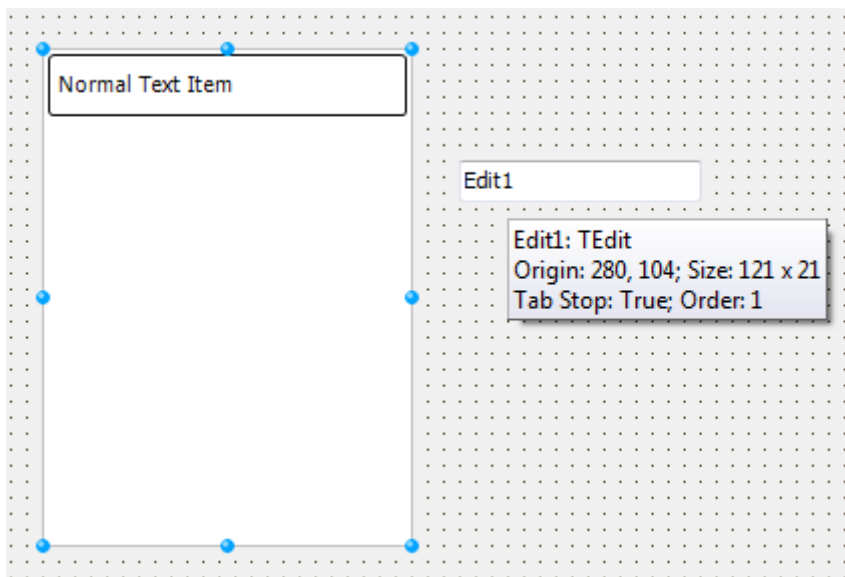 Normal Text Item
Edit1
Edit1: TEdit
Origin: 280, 104; Size: 121 x 21
Tab Stop: True; Order: 1